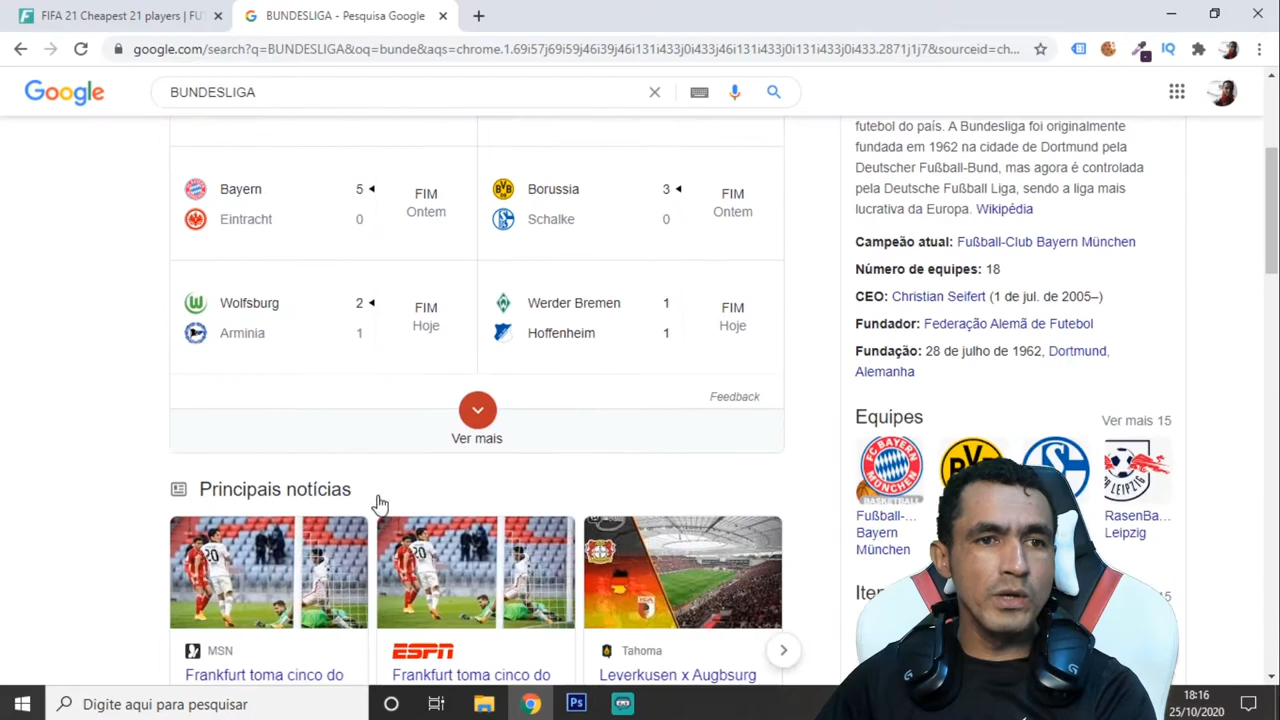 FIFA 21 Cheapest 21 players | FUT
BUNDESLIGA - Pesquisa Google
google.com/search?q=BUNDESLIGA&oq=bunde&aqs=chrome.1.69i57j69i59j46i39j46i131i433j0i433j46i131i433j0i131i433j0i433.2871j1j7&sourceid=ch...
Google
BUNDESLIGA
futebol do país. A Bundesliga foi originalmente
fundada em 1962 na cidade de Dortmund pela
Deutscher Fußball-Bund, mas agora é controlada
pela Deutsche Fußball Liga, sendo a liga mais
lucrativa da Europa. Wikipédia
Bayern 5
Eintracht 0
FIM
Ontem
Borussia 3
Schalke 0
FIM
Ontem
Wolfsburg 2
Arminia 1
FIM
Hoje
Werder Bremen 1
Hoffenheim 1
FIM
Hoje
Feedback
Ver mais
Campeão atual: Fußball-Club Bayern München
Número de equipes: 18
CEO: Christian Seifert (1 de jul. de 2005–)
Fundador: Federação Alemã de Futebol
Fundação: 28 de julho de 1962, Dortmund,
Alemanha
Equipes
Ver mais 15
Fußball-...
Bayern
München
RasenBa...
Leipzig
Principais notícias
MSN
Frankfurt toma cinco do
ESPN
Frankfurt toma cinco do
Tahoma
Leverkusen x Augsburg
Digite aqui para pesquisar
18:16
25/10/2020